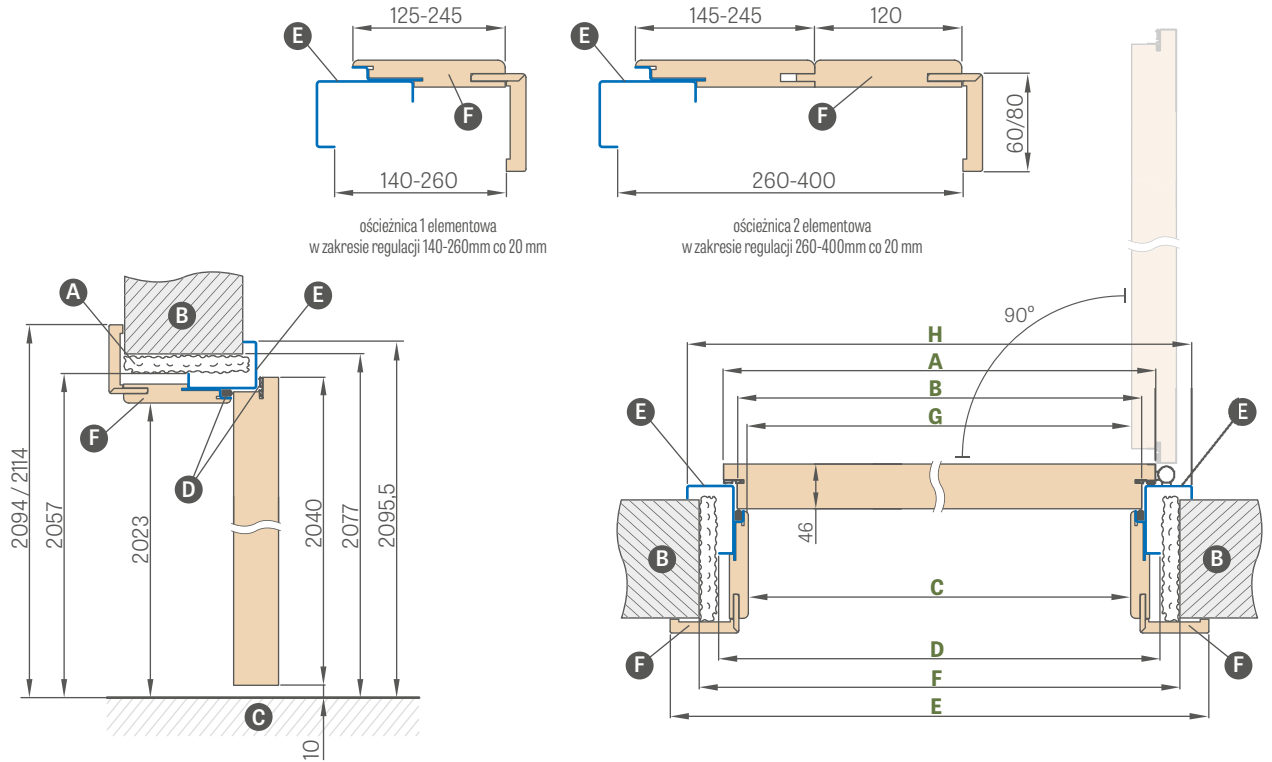 125-245
145-245
120
E
E
F
F
60/80
140-260
260-400
ościeżnica 1 elementowa
w zakresie regulacji 140-260mm co 20 mm
ościeżnica 2 elementowa
w zakresie regulacji 260-400mm co 20 mm
A
B
E
F
D
2094 / 2114
2057
2023
2040
2077
2095,5
C
10
90°
H
A
B
G
E
E
46
B
B
C
D
F
F
F
E